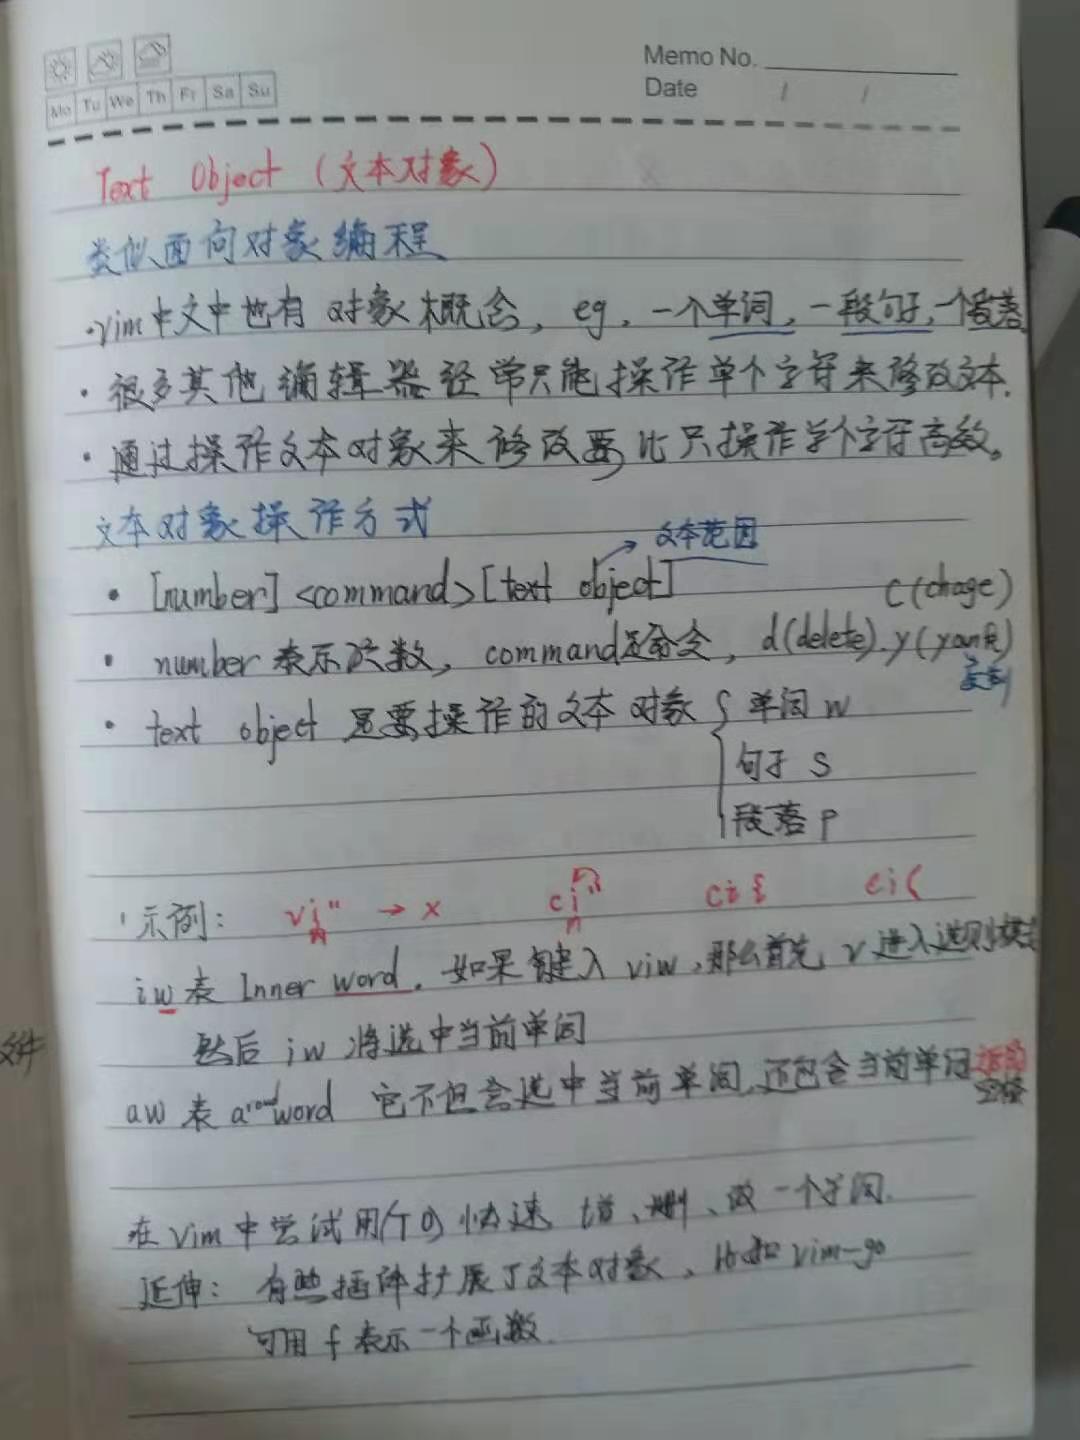 Memo No.
Mo Tu We Th Fr Sa Su
Date / /
Text Object (文本对象)
类似面向对象编程
·vim中文中也有对象概念, eg, 一个单词, 一段句子, 一个段落
· 很多其他编辑器经常只能操作单个字符来修改文本.
· 通过操作文本对象来修改要比只操作单个字符高效。
文本对象操作方式
文本范围
· [number] <command> [text object]
c(chage)
· number 表示次数, command是命令, d(delete).y(yank)
复制
· text object 是要操作的文本对象 { 单词 w
句子 s
段落 p
示例: vi" → x ci" ci{ ci(
iw 表 Inner word. 如果键入 viw, 那么首先 v 进入选则模式
然后 iw 将选中当前单词
文件
aw 表 around word 它不但会选中当前单词, 还包含当前单词
空格
在 Vim 中尝试用 快速 增、删、改 一个单词.
延伸: 有些插件扩展了文本对象, 比如 vim-go
可用 f 表示一个函数.